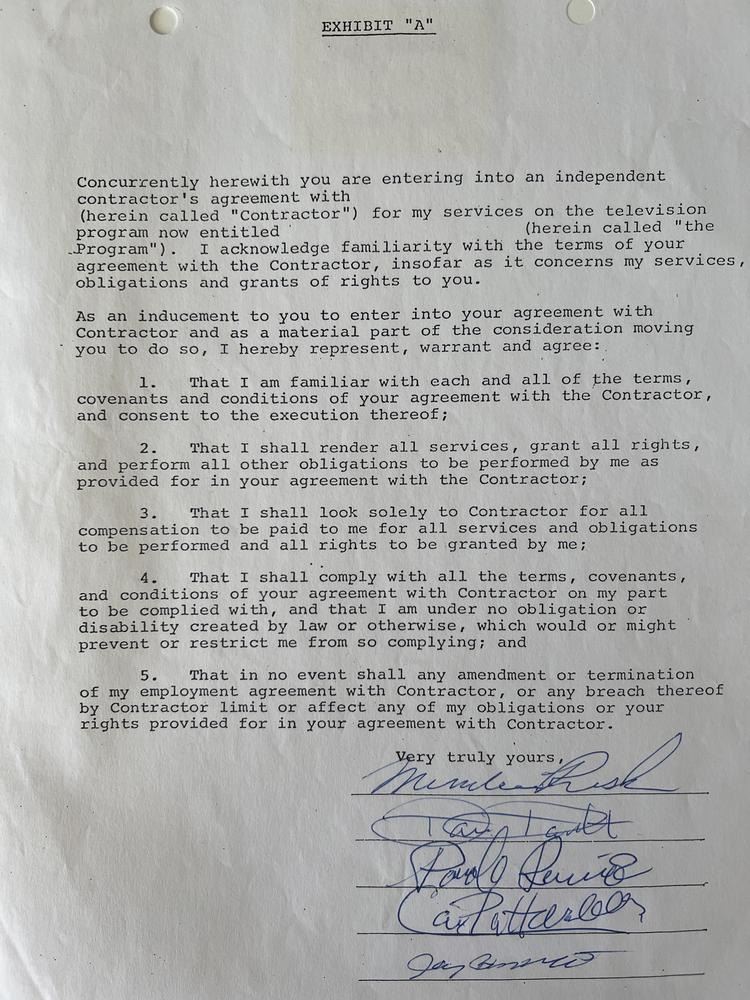 EXHIBIT "A"
Concurrently herewith you are entering into an independent
contractor's agreement with
(herein called "Contractor") for my services on the television
program now entitled (herein called "the
Program"). I acknowledge familiarity with the terms of your
agreement with the Contractor, insofar as it concerns my services,
obligations and grants of rights to you.
As an inducement to you to enter into your agreement with
Contractor and as a material part of the consideration moving
you to do so, I hereby represent, warrant and agree:
1. That I am familiar with each and all of the terms,
covenants and conditions of your agreement with the Contractor,
and consent to the execution thereof;
2. That I shall render all services, grant all rights,
and perform all other obligations to be performed by me as
provided for in your agreement with the Contractor;
3. That I shall look solely to Contractor for all
compensation to be paid to me for all services and obligations
to be performed and all rights to be granted by me;
4. That I shall comply with all the terms, covenants,
and conditions of your agreement with Contractor on my part
to be complied with, and that I am under no obligation or
disability created by law or otherwise, which would or might
prevent or restrict me from so complying; and
5. That in no event shall any amendment or termination
of my employment agreement with Contractor, or any breach thereof
by Contractor limit or affect any of my obligations or your
rights provided for in your agreement with Contractor.
Very truly yours,
Paul